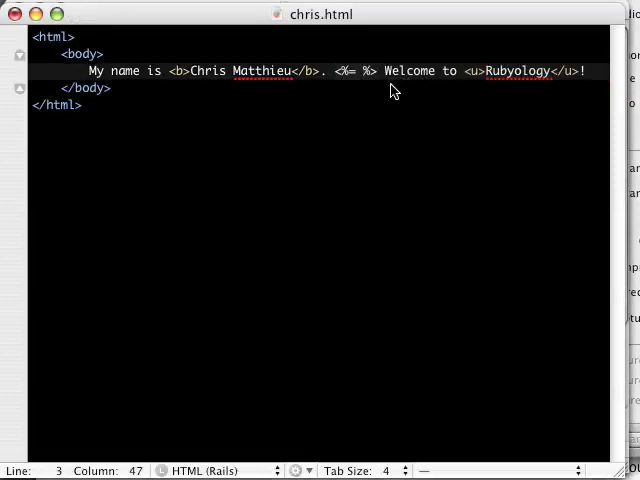 chris.html
<html>
<body>
My name is <b>Chris Matthieu</b>. <%= %> Welcome to <u>Rubyology</u>!
</body>
</html>
Line: 3 Column: 47 L HTML (Rails) Tab Size: 4 —